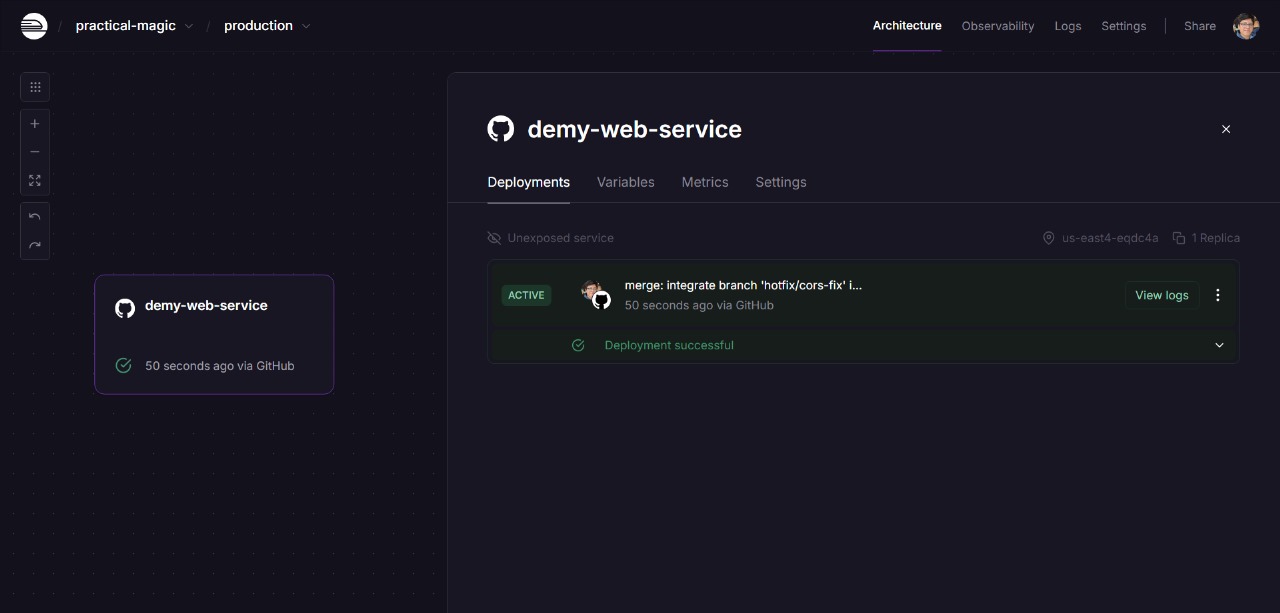 / practical-magic / production
Architecture Observability Logs Settings | Share
demy-web-service
Deployments Variables Metrics Settings
Unexposed service us-east4-eqdc4a 1 Replica
ACTIVE
merge: integrate branch 'hotfix/cors-fix' i...
50 seconds ago via GitHub
View logs
Deployment successful
demy-web-service
50 seconds ago via GitHub